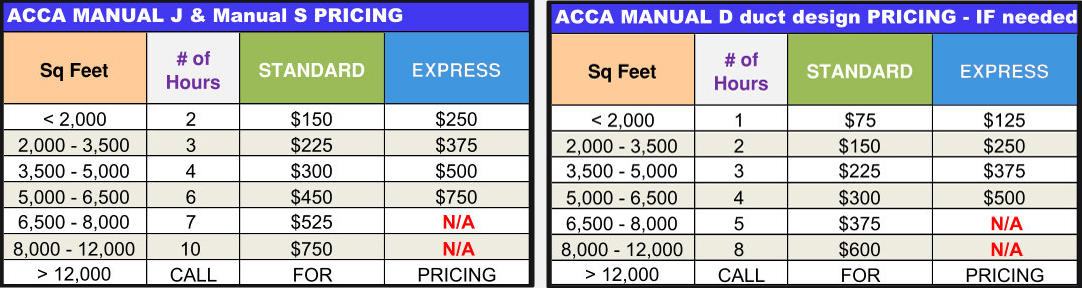 ACCA MANUAL J & Manual S PRICING
Sq Feet # of Hours STANDARD EXPRESS
< 2,000 2 $150 $250
2,000 - 3,500 3 $225 $375
3,500 - 5,000 4 $300 $500
5,000 - 6,500 6 $450 $750
6,500 - 8,000 7 $525 N/A
8,000 - 12,000 10 $750 N/A
> 12,000 CALL FOR PRICING
ACCA MANUAL D duct design PRICING - IF needed
Sq Feet # of Hours STANDARD EXPRESS
< 2,000 1 $75 $125
2,000 - 3,500 2 $150 $250
3,500 - 5,000 3 $225 $375
5,000 - 6,500 4 $300 $500
6,500 - 8,000 5 $375 N/A
8,000 - 12,000 8 $600 N/A
> 12,000 CALL FOR PRICING